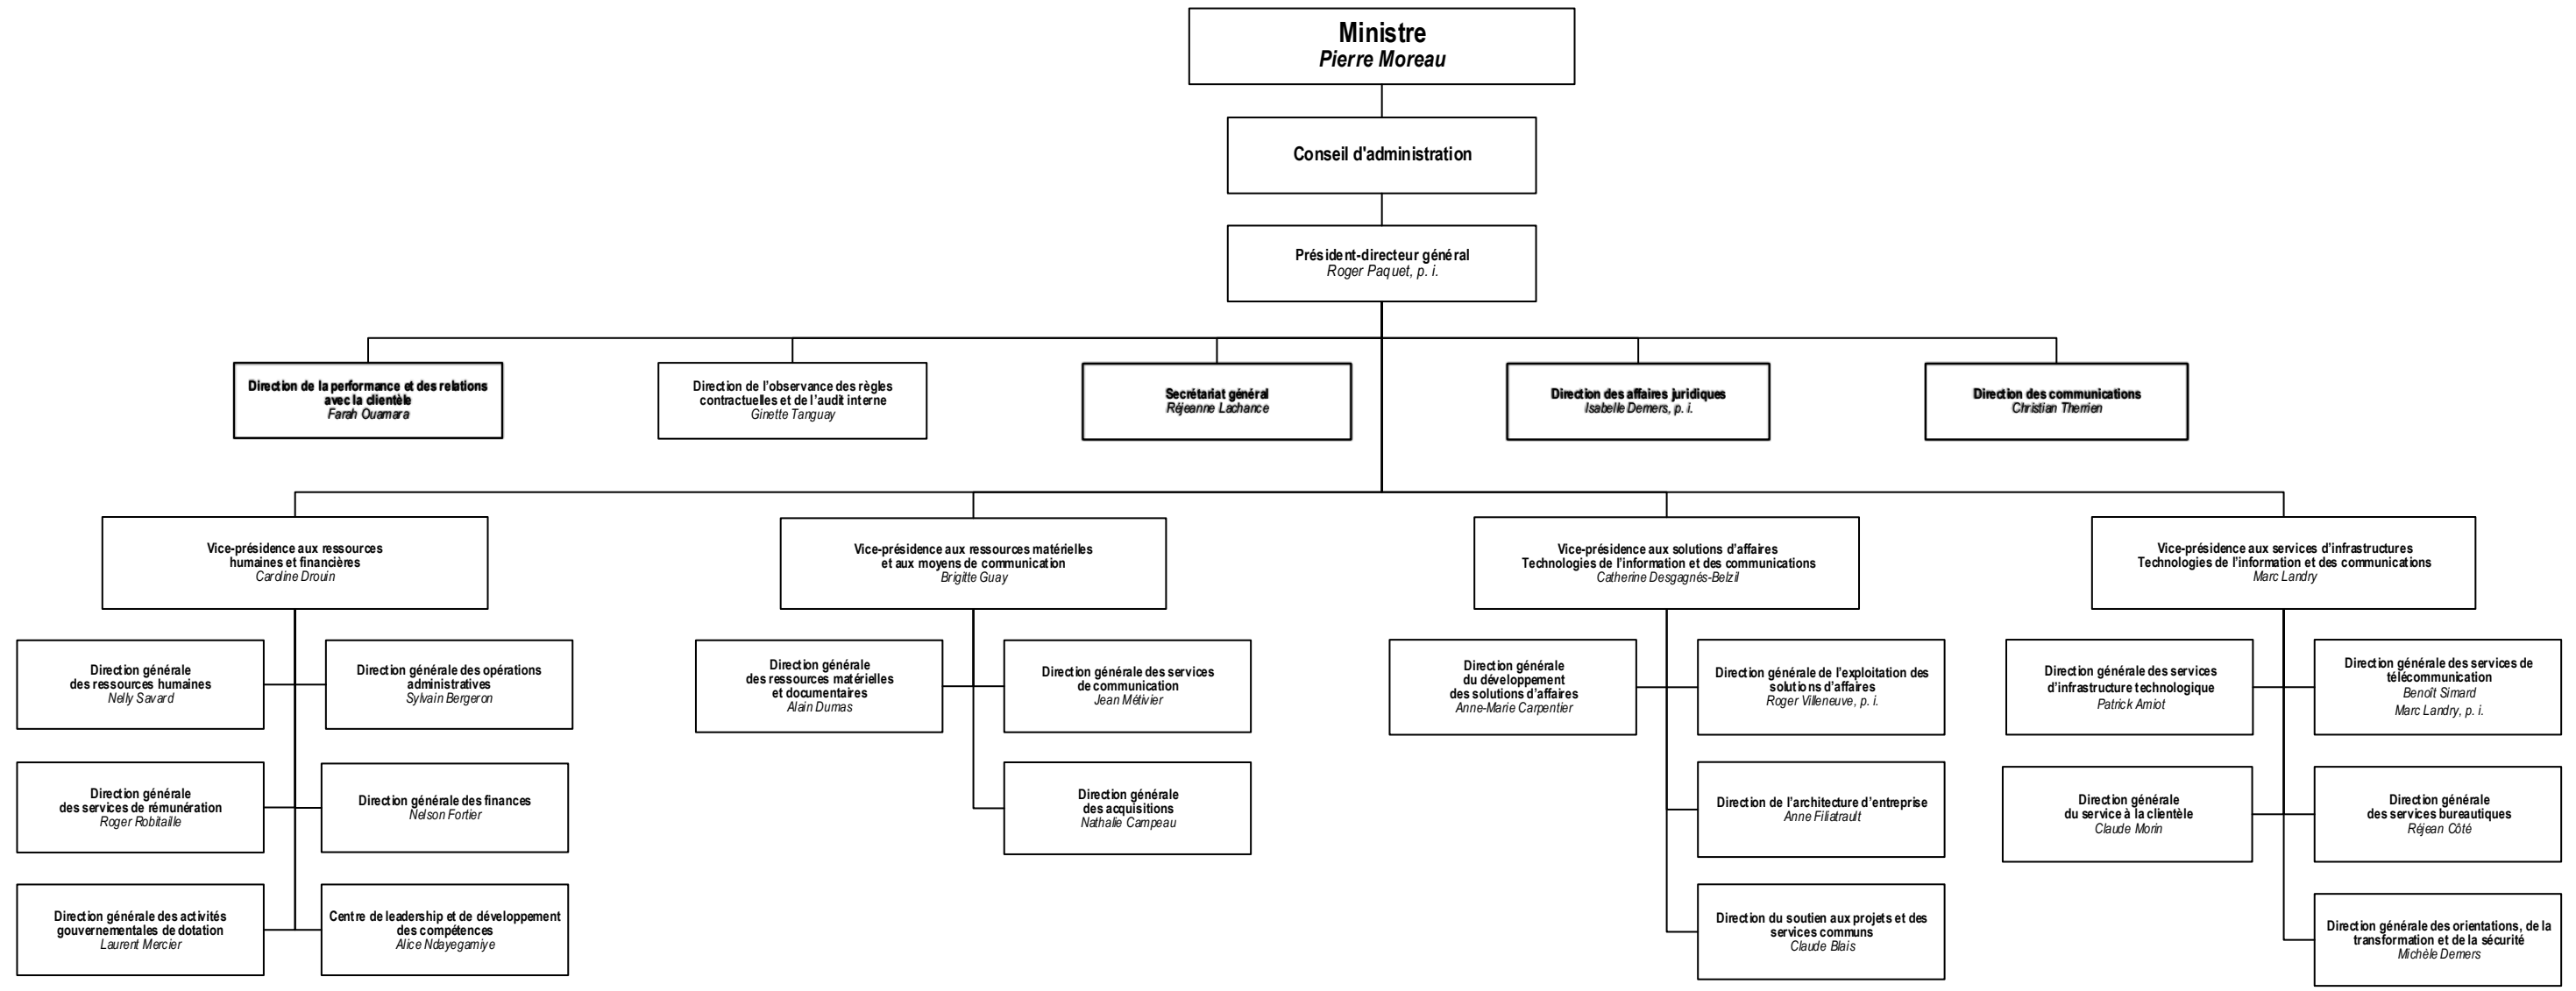 Ministre
Pierre Moreau
Conseil d'administration
Président-directeur général
Roger Paquet, p. i.
Direction de la performance et des relations
avec la clientèle
Farah Ouamara
Direction de l'observance des règles
contractuelles et de l'audit interne
Ginette Tanguay
Secrétariat général
Réjeanne Lachance
Direction des affaires juridiques
Isabelle Demers, p. i.
Direction des communications
Christian Therrien
Vice-présidence aux ressources
humaines et financières
Caroline Drouin
Vice-présidence aux ressources matérielles
et aux moyens de communication
Brigitte Guay
Vice-présidence aux solutions d'affaires
Technologies de l'information et des communications
Catherine Desgagnés-Belzil
Vice-présidence aux services d'infrastructures
Technologies de l'information et des communications
Marc Landry
Direction générale
des ressources humaines
Nelly Savard
Direction générale des opérations
administratives
Sylvain Bergeron
Direction générale
des ressources matérielles
et documentaires
Alain Dumas
Direction générale des services
de communication
Jean Métivier
Direction générale
du développement
des solutions d'affaires
Anne-Marie Carpentier
Direction générale de l'exploitation des
solutions d'affaires
Roger Villeneuve, p. i.
Direction générale des services
d'infrastructure technologique
Patrick Amiot
Direction générale des services de
télécommunication
Benoît Simard
Marc Landry, p. i.
Direction générale
des services de rémunération
Roger Robitaille
Direction générale des finances
Nelson Fortier
Direction générale
des acquisitions
Nathalie Campeau
Direction de l'architecture d'entreprise
Anne Filiatrault
Direction générale
du service à la clientèle
Claude Morin
Direction générale
des services bureautiques
Réjean Côté
Direction générale des activités
gouvernementales de dotation
Laurent Mercier
Centre de leadership et de développement
des compétences
Alice Ndayegamiye
Direction du soutien aux projets et des
services communs
Claude Blais
Direction générale des orientations, de la
transformation et de la sécurité
Michèle Demers